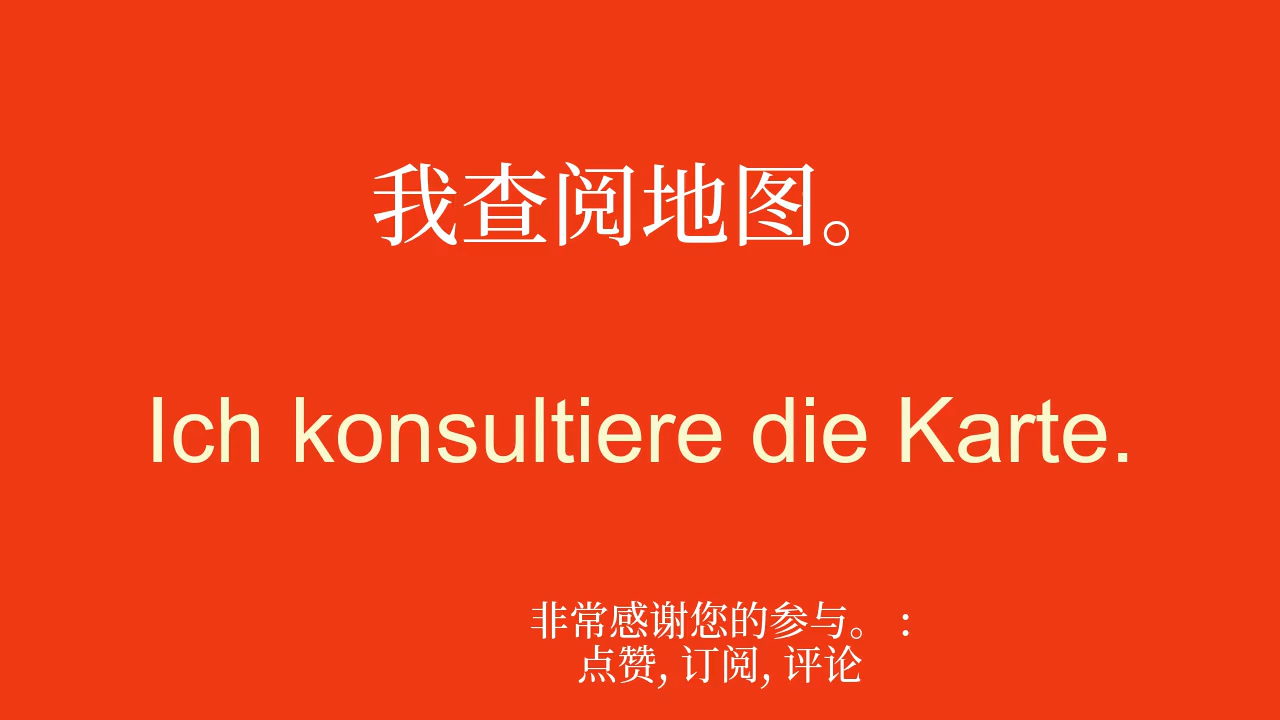 我查阅地图。
Ich konsultiere die Karte.
非常感谢您的参与。 :
点赞, 订阅, 评论